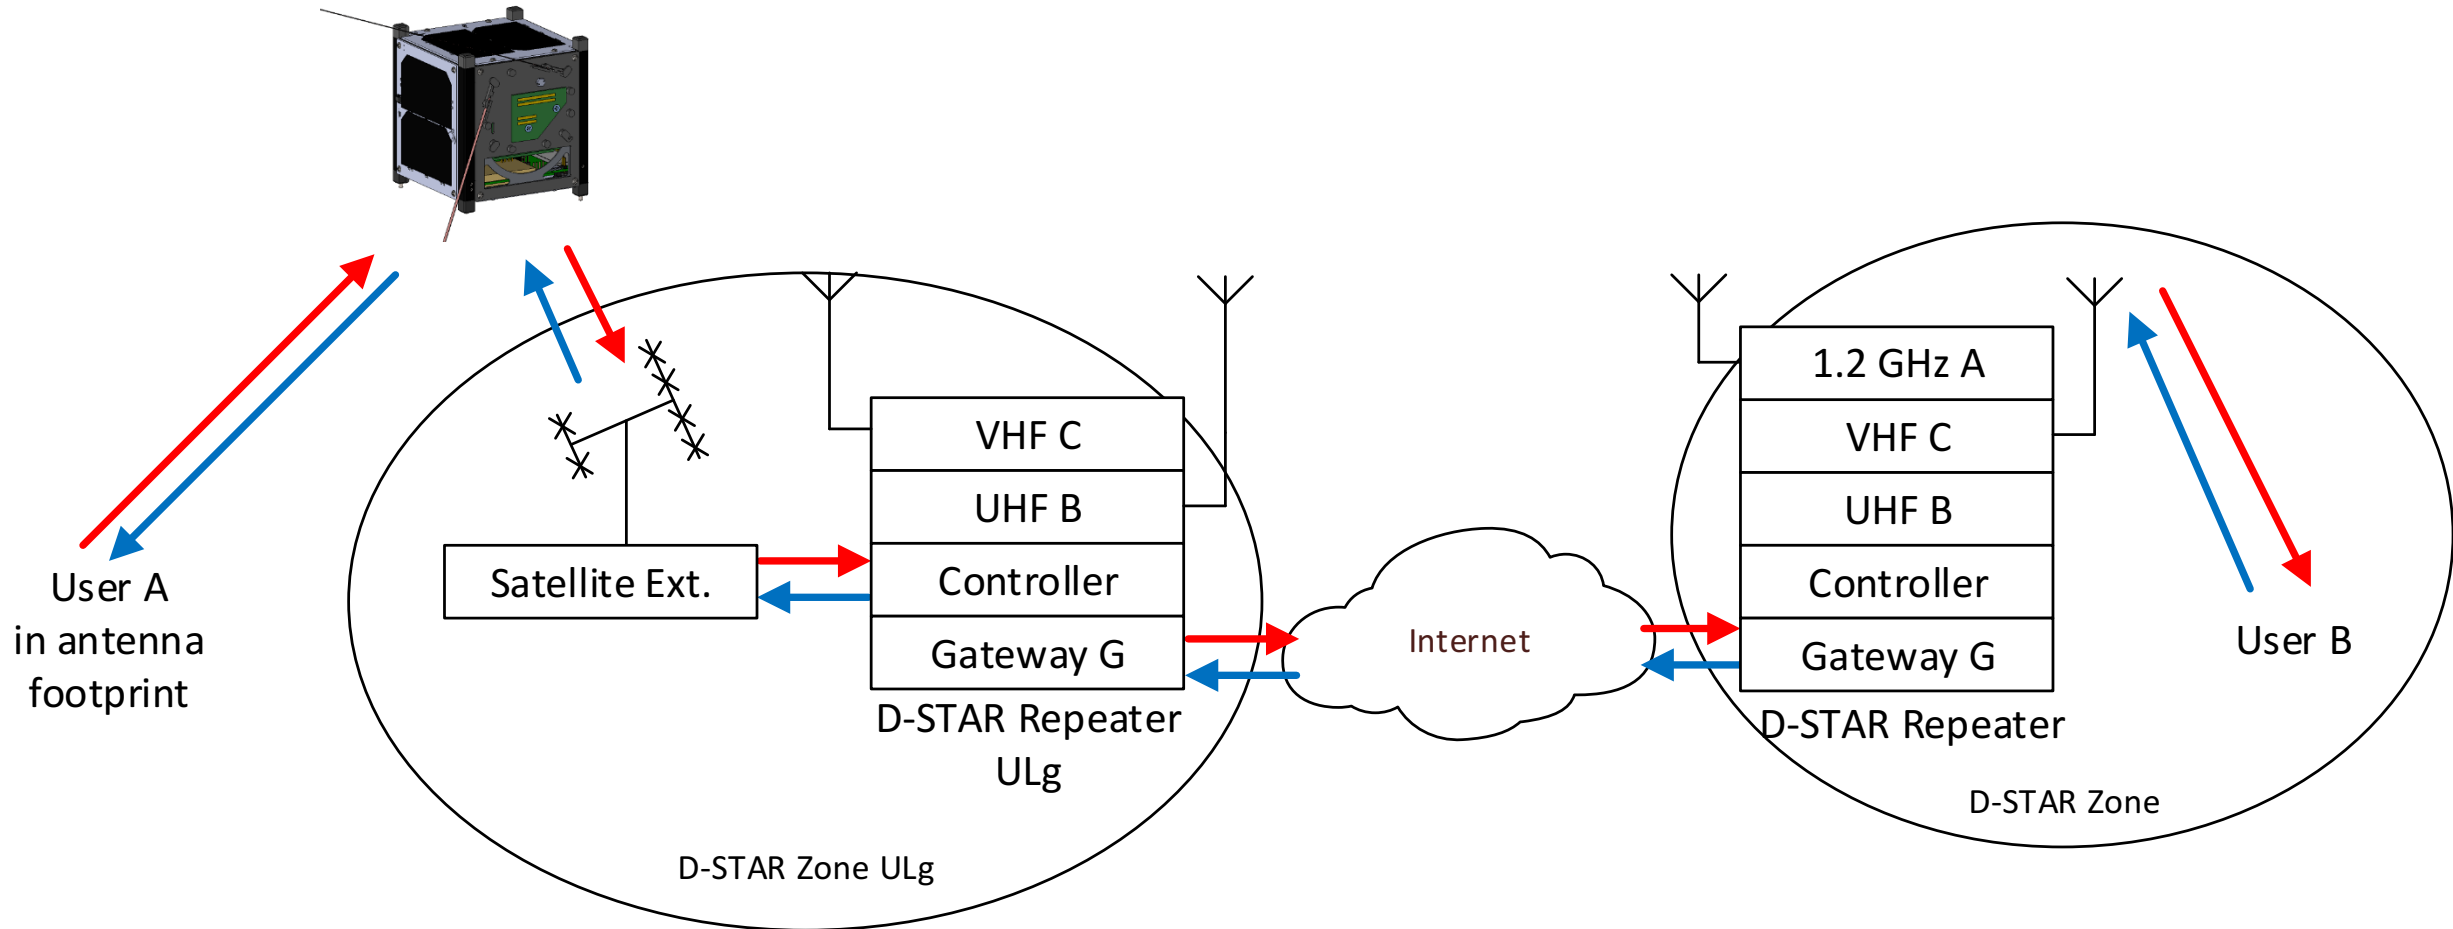 User A
in antenna
footprint
Satellite Ext.
VHF C
UHF B
Controller
Gateway G
D-STAR Repeater
ULg
D-STAR Zone ULg
Internet
1.2 GHz A
VHF C
UHF B
Controller
Gateway G
D-STAR Repeater
D-STAR Zone
User B